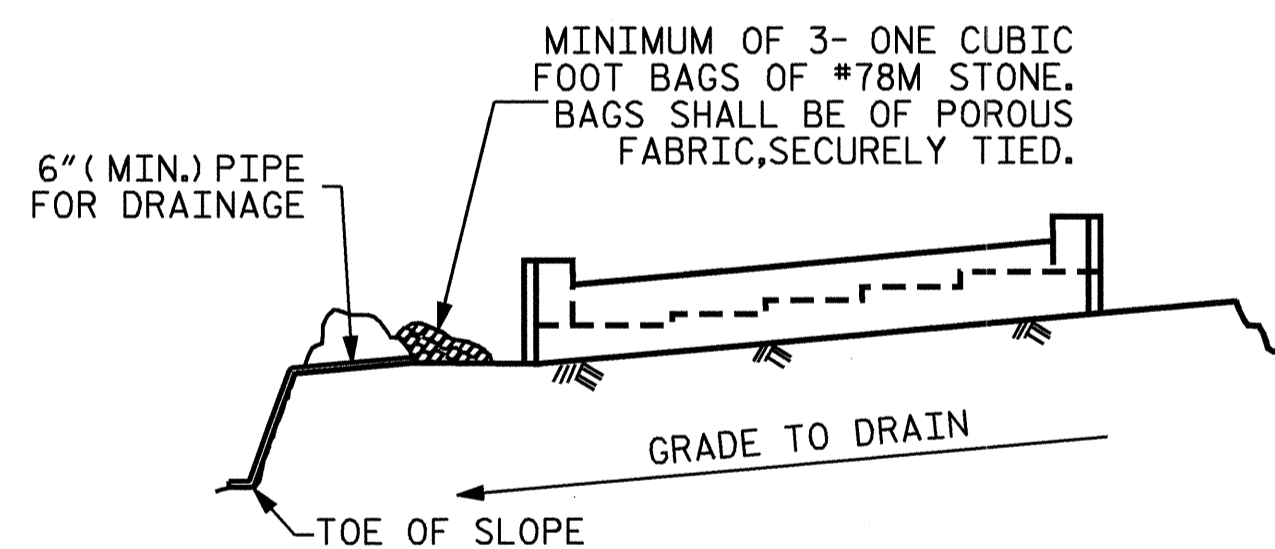 MINIMUM OF 3- ONE CUBIC
FOOT BAGS OF #78M STONE.
BAGS SHALL BE OF POROUS
FABRIC,SECURELY TIED.
6"(MIN.) PIPE
FOR DRAINAGE
GRADE TO DRAIN
TOE OF SLOPE